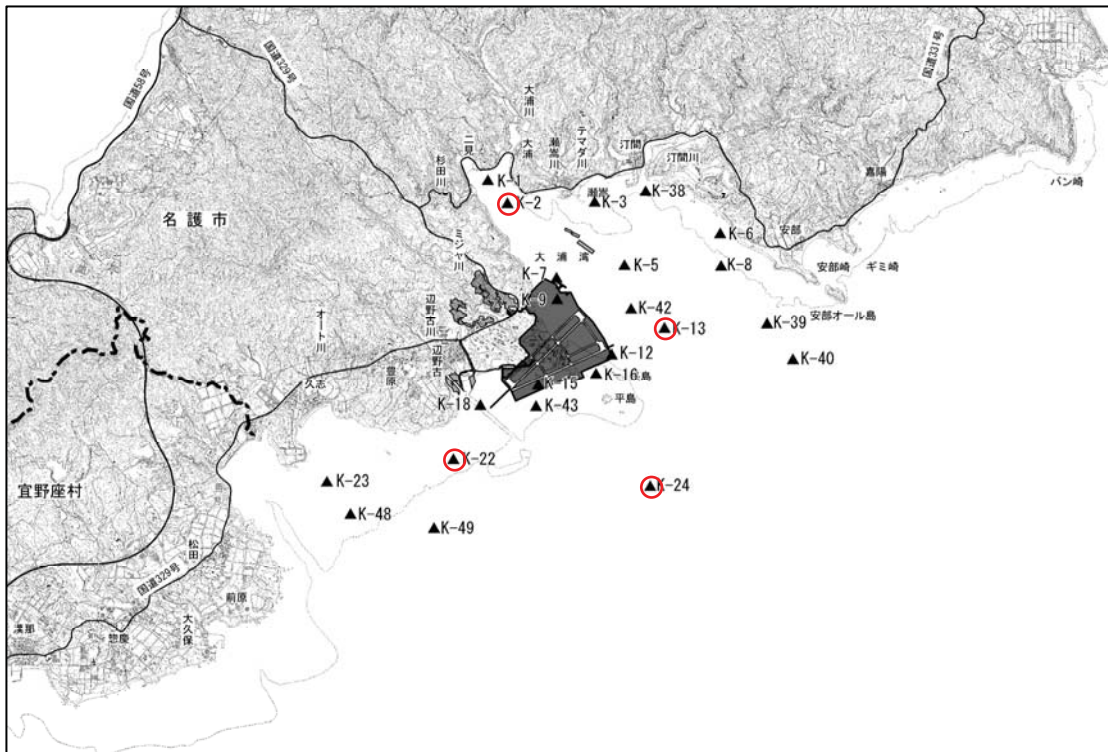 国道58号
国道329号
国道331号
大浦川
二見
大浦
瀬嵩川
テマダ川
汀間
汀間川
杉田川
嘉陽
バン崎
K-1
K-2
瀬嵩
K-3
K-38
名護市
ミジャ川
K-6
安部
大浦湾
K-5
K-8
安部崎
ギミ崎
K-7
K-9
辺野古川
K-42
安部オール島
オート川
K-13
K-39
辺野古
K-12
K-40
豊原
久志
K-16
島
K-15
平島
K-18
K-43
K-22
K-23
K-24
宜野座村
K-48
K-49
松田
国道329号
前原
大久保
惣慶
漢那